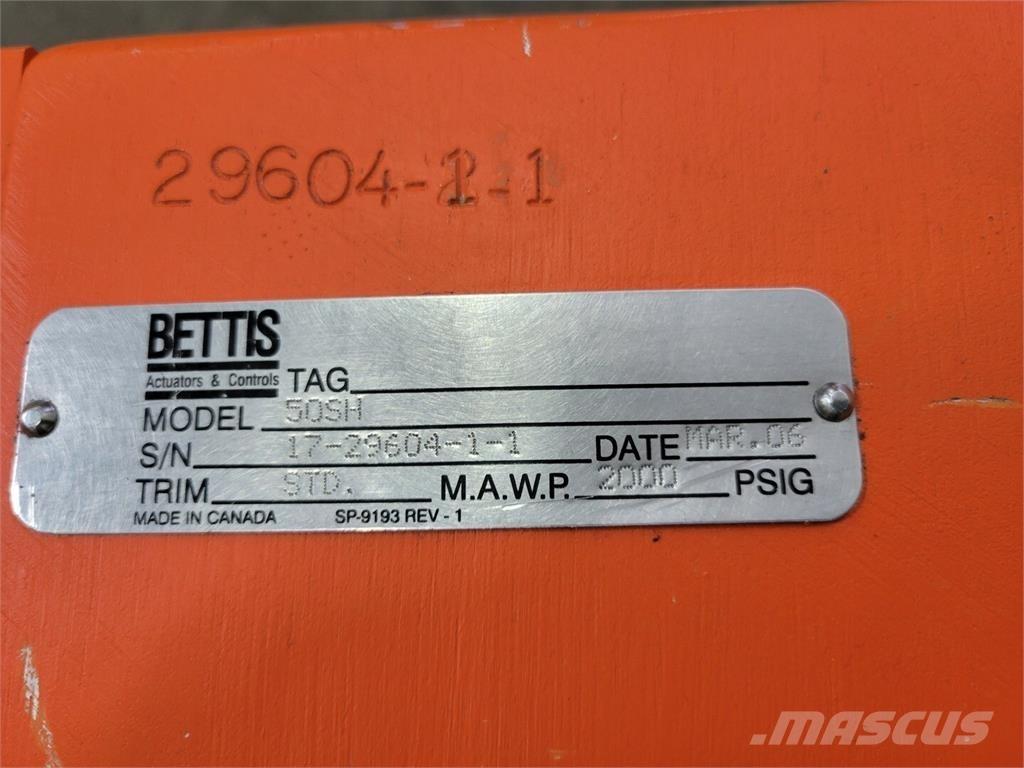 29604-1-1
BETTIS
Actuators & Controls
TAG
MODEL 50SH
S/N 17-29604-1-1 DATE MAR.06
TRIM STD. M.A.W.P. 2000 PSIG
MADE IN CANADA SP-9193 REV - 1
MASCUS